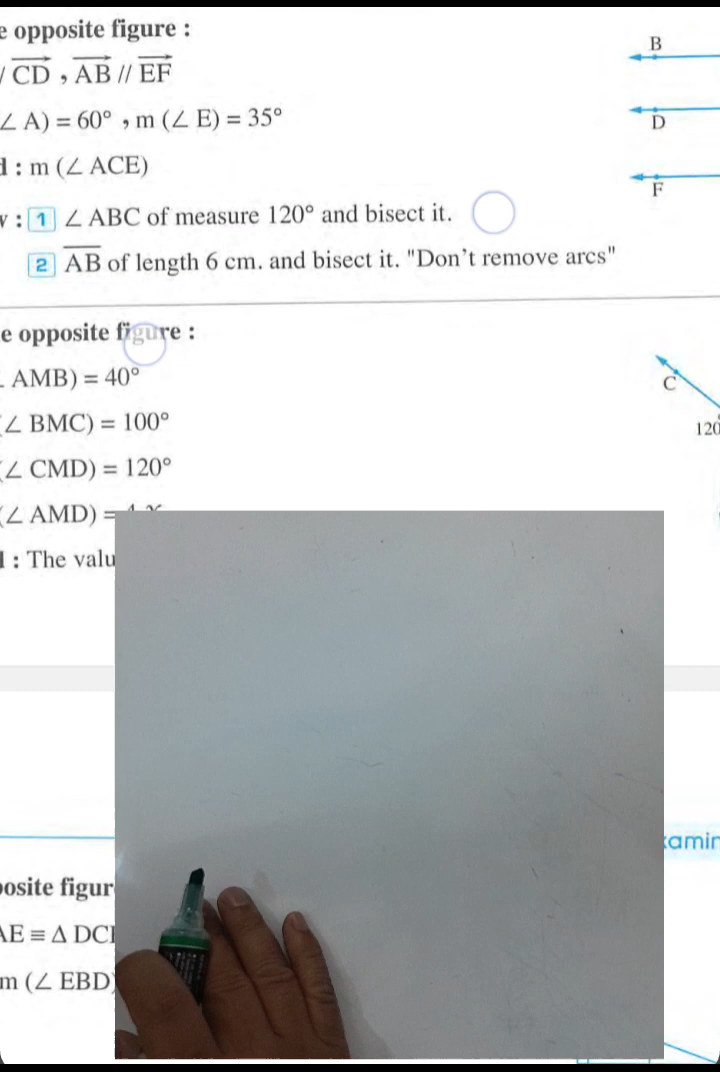 e opposite figure :
/ CD , AB // EF
∠ A) = 60° , m (∠ E) = 35°
: m (∠ ACE)
: 1 ∠ ABC of measure 120° and bisect it.
2 AB of length 6 cm. and bisect it. "Don't remove arcs"
B
D
F
e opposite figure :
AMB) = 40°
(∠ BMC) = 100°
(∠ CMD) = 120°
(∠ AMD) =
: The valu
C
120
amin
osite figur
AE ≡ Δ DC
m (∠ EBD)